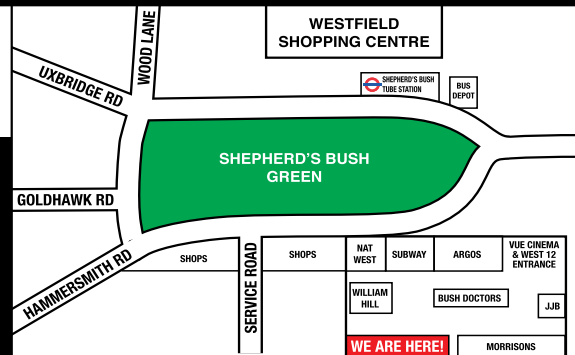 WESTFIELD
SHOPPING CENTRE
WOOD LANE
UXBRIDGE RD
SHEPHERD'S BUSH
TUBE STATION
BUS
DEPOT
SHEPHERD'S BUSH
GREEN
GOLDHAWK RD
HAMMERSMITH RD
SHOPS
SERVICE ROAD
SHOPS
NAT
WEST
SUBWAY
ARGOS
VUE CINEMA
& WEST 12
ENTRANCE
WILLIAM
HILL
BUSH DOCTORS
JJB
WE ARE HERE!
MORRISONS